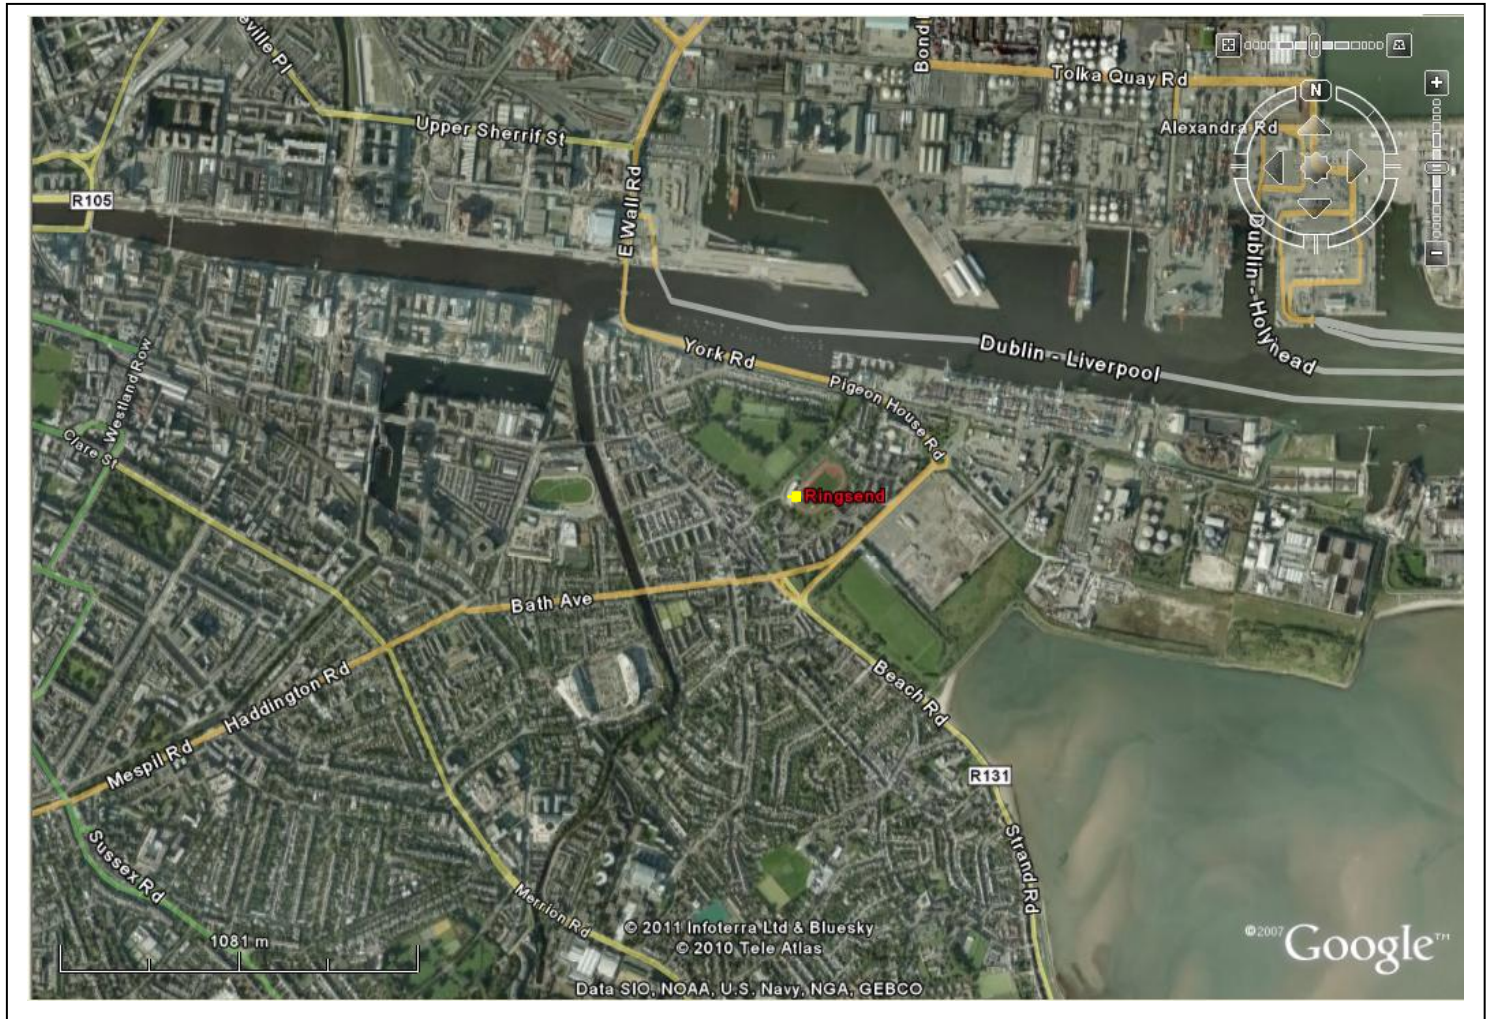 eville Pl
Bondi
Tolka Quay Rd
N
Upper Sherrif St
Alexandra Rd
R105
E Wall Rd
Dublin - Holyhead
York Rd
Dublin - Liverpool
Westland Row
Pigeon House Rd
Clare St
Ringsend
Bath Ave
Haddington Rd
Beach Rd
Mespil Rd
R131
Sussex Rd
Strand Rd
Merrion Rd
1081 m
© 2011 Infoterra Ltd & Bluesky
© 2010 Tele Atlas
©2007 Google™
Data SIO, NOAA, U.S. Navy, NGA, GEBCO